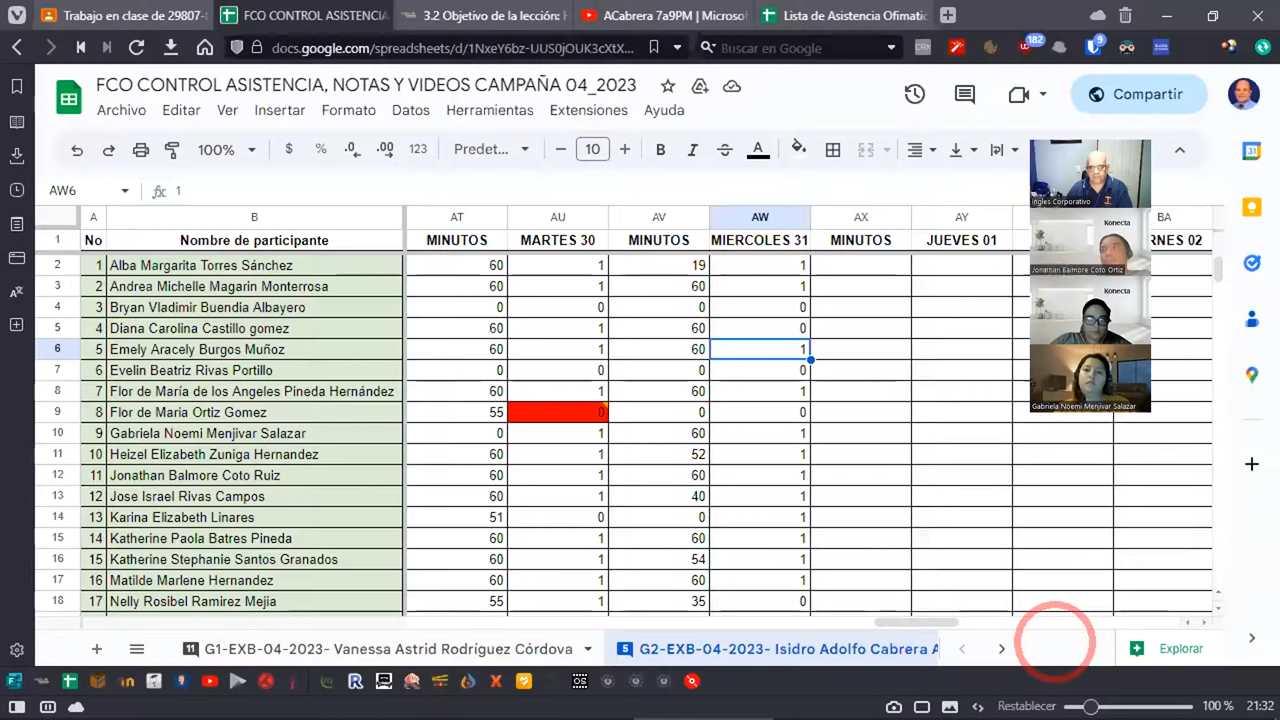 Trabajo en clase de 29807-
FCO CONTROL ASISTENCIA,
3.2 Objetivo de la lección:
ACabrera 7a9PM | Microsof
Lista de Asistencia Ofimatic
docs.google.com/spreadsheets/d/1NxeY6bz-UUS0jOUK3cXtX...
Buscar en Google
CRX
182
9
FCO CONTROL ASISTENCIA, NOTAS Y VIDEOS CAMPAÑA 04_2023
Archivo Editar Ver Insertar Formato Datos Herramientas Extensiones Ayuda
Compartir
100% $ % .0 .00 123 Predet... 10 B I A
AW6 fx 1
A B AT AU AV AW AX AY BA
1 No Nombre de participante MINUTOS MARTES 30 MINUTOS MIERCOLES 31 MINUTOS JUEVES 01 RNES 02
2 1 Alba Margarita Torres Sánchez 60 1 19 1
3 2 Andrea Michelle Magarin Monterrosa 60 1 60 1
4 3 Bryan Vladimir Buendia Albayero 0 0 0 0
5 4 Diana Carolina Castillo gomez 60 1 60 0
6 5 Emely Aracely Burgos Muñoz 60 1 60 1
7 6 Evelin Beatriz Rivas Portillo 0 0 0 0
8 7 Flor de María de los Angeles Pineda Hernández 60 1 60 1
9 8 Flor de Maria Ortiz Gomez 55 0 0 0
10 9 Gabriela Noemi Menjivar Salazar 0 1 60 1
11 10 Heizel Elizabeth Zuniga Hernandez 60 1 52 1
12 11 Jonathan Balmore Coto Ruiz 60 1 60 1
13 12 Jose Israel Rivas Campos 60 1 40 1
14 13 Karina Elizabeth Linares 51 0 0 1
15 14 Katherine Paola Batres Pineda 60 1 60 1
16 15 Katherine Stephanie Santos Granados 60 1 54 1
17 16 Matilde Marlene Hernandez 60 1 60 1
18 17 Nelly Rosibel Ramirez Mejia 55 1 35 0
Ingles Corporativo
Konecta
Jonathan Balmore Coto Ortiz
Konecta
Gabriela Noemi Menjivar Salazar
31
11 G1-EXB-04-2023- Vanessa Astrid Rodríguez Córdova
5 G2-EXB-04-2023- Isidro Adolfo Cabrera A
Explorar
Restablecer 100 % 21:32